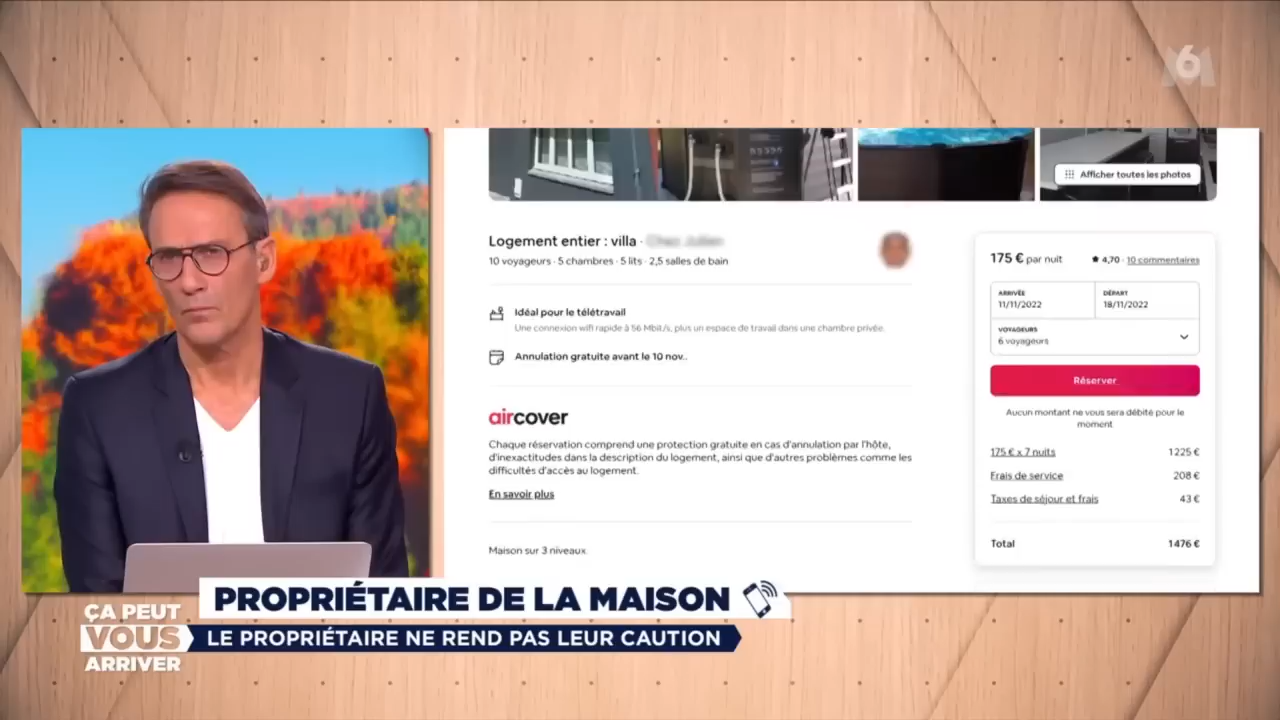 M6
Afficher toutes les photos
Logement entier : villa ·
10 voyageurs · 5 chambres · 5 lits · 2,5 salles de bain
Idéal pour le télétravail
Une connexion wifi rapide à 56 Mbit/s, plus un espace de travail dans une chambre privée.
Annulation gratuite avant le 10 nov..
aircover
Chaque réservation comprend une protection gratuite en cas d'annulation par l'hôte,
d'inexactitudes dans la description du logement, ainsi que d'autres problèmes comme les
difficultés d'accès au logement.
En savoir plus
Maison sur 3 niveaux
175 € par nuit
4,70 · 10 commentaires
ARRIVÉE
11/11/2022
DÉPART
18/11/2022
VOYAGEURS
6 voyageurs
Réserver
Aucun montant ne vous sera débité pour le
moment
175 € x 7 nuits 1 225 €
Frais de service 208 €
Taxes de séjour et frais 43 €
Total 1 476 €
PROPRIÉTAIRE DE LA MAISON
LE PROPRIÉTAIRE NE REND PAS LEUR CAUTION
ÇA PEUT
VOUS
ARRIVER